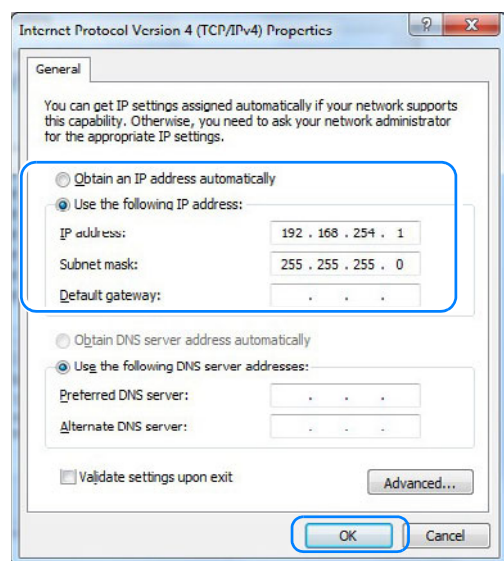 Internet Protocol Version 4 (TCP/IPv4) Properties
General
You can get IP settings assigned automatically if your network supports
this capability. Otherwise, you need to ask your network administrator
for the appropriate IP settings.
Obtain an IP address automatically
Use the following IP address:
IP address: 192 . 168 . 254 . 1
Subnet mask: 255 . 255 . 255 . 0
Default gateway: . . .
Obtain DNS server address automatically
Use the following DNS server addresses:
Preferred DNS server: . . .
Alternate DNS server: . . .
Validate settings upon exit
Advanced...
OK Cancel